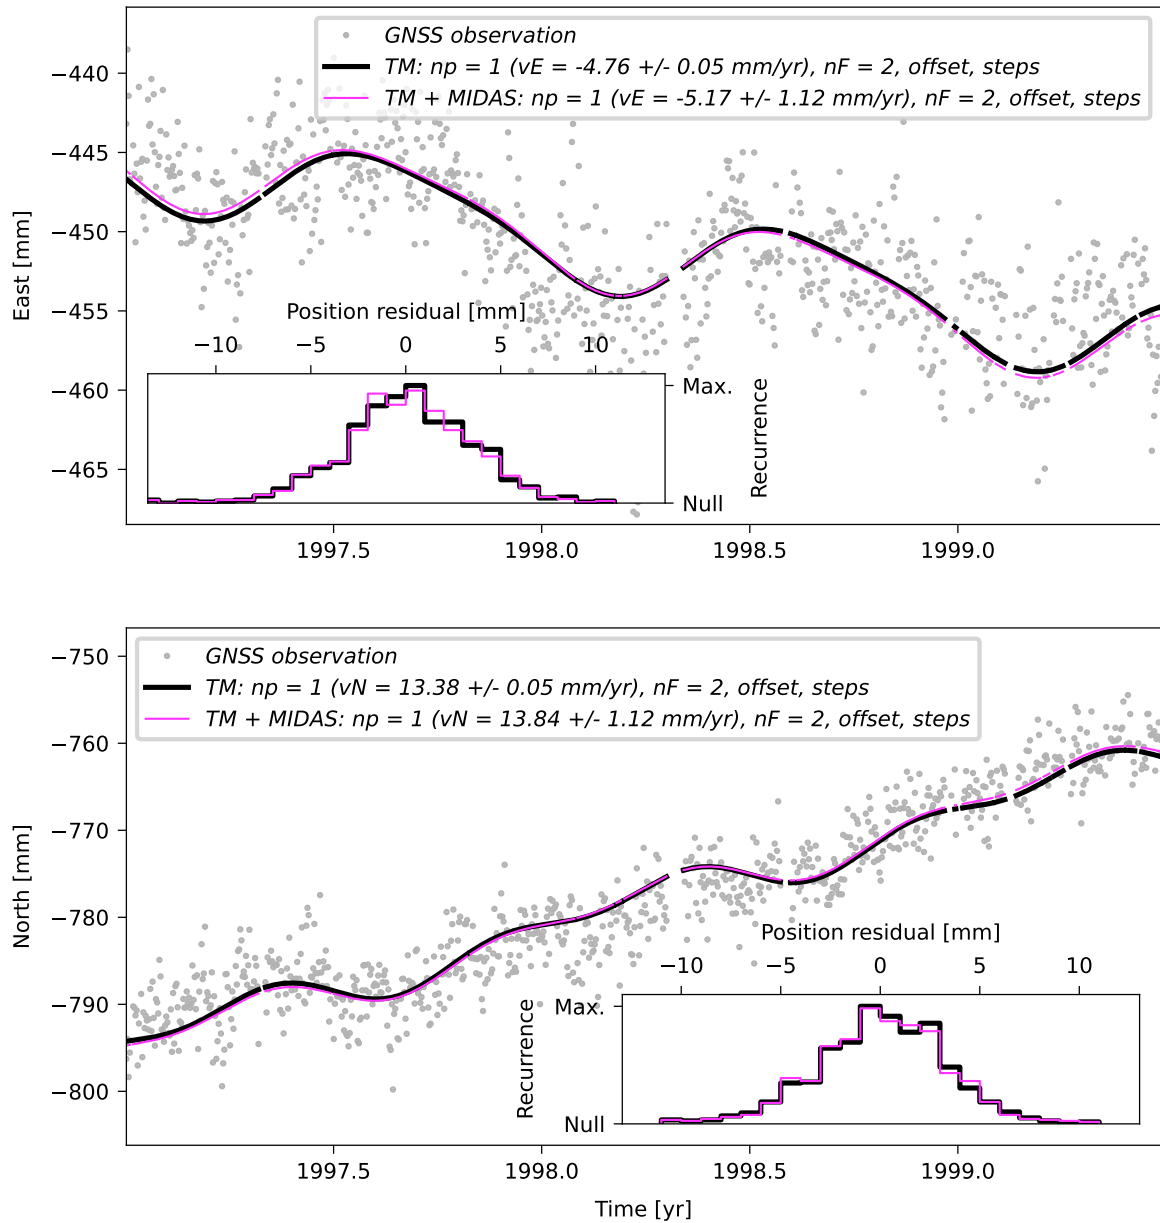 GNSS observation
TM: np = 1 (vE = -4.76 +/- 0.05 mm/yr), nF = 2, offset, steps
TM + MIDAS: np = 1 (vE = -5.17 +/- 1.12 mm/yr), nF = 2, offset, steps
−440
−445
−450
−455
−460
−465
East [mm]
Position residual [mm]
−10 −5 0 5 10
Max.
Null
Recurrence
1997.5 1998.0 1998.5 1999.0
GNSS observation
TM: np = 1 (vN = 13.38 +/- 0.05 mm/yr), nF = 2, offset, steps
TM + MIDAS: np = 1 (vN = 13.84 +/- 1.12 mm/yr), nF = 2, offset, steps
−750
−760
−770
−780
−790
−800
North [mm]
Position residual [mm]
−10 −5 0 5 10
Max.
Null
Recurrence
1997.5 1998.0 1998.5 1999.0
Time [yr]